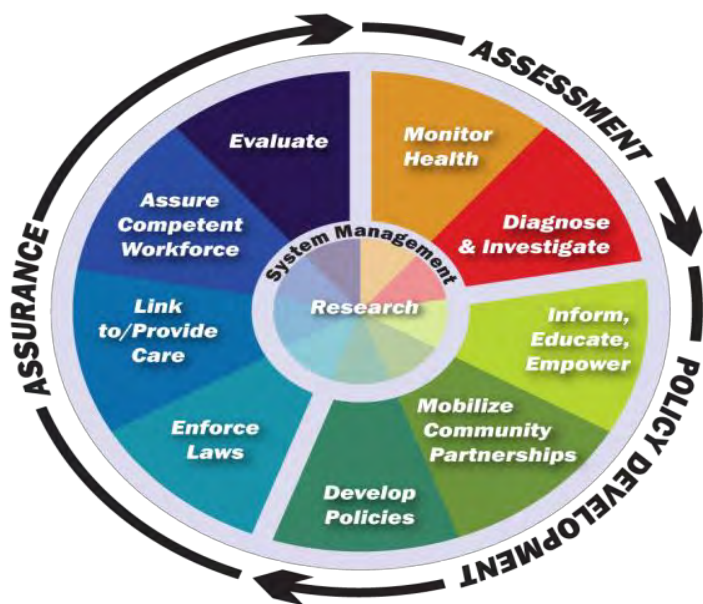 ASSESSMENT
Monitor
Health
Diagnose
& Investigate
POLICY DEVELOPMENT
Inform,
Educate,
Empower
Mobilize
Community
Partnerships
Develop
Policies
ASSURANCE
Enforce
Laws
Link
to/Provide
Care
Assure
Competent
Workforce
Evaluate
System Management
Research